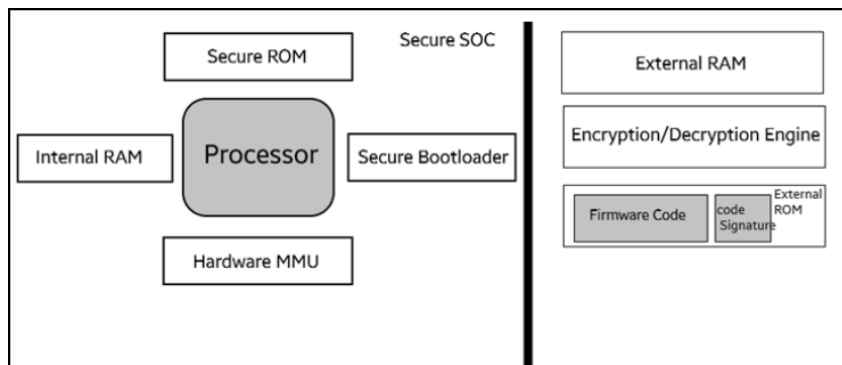 Secure ROM
Secure SOC
Internal RAM
Processor
Secure Bootloader
Hardware MMU
External RAM
Encryption/Decryption Engine
Firmware Code
code
Signature
External
ROM